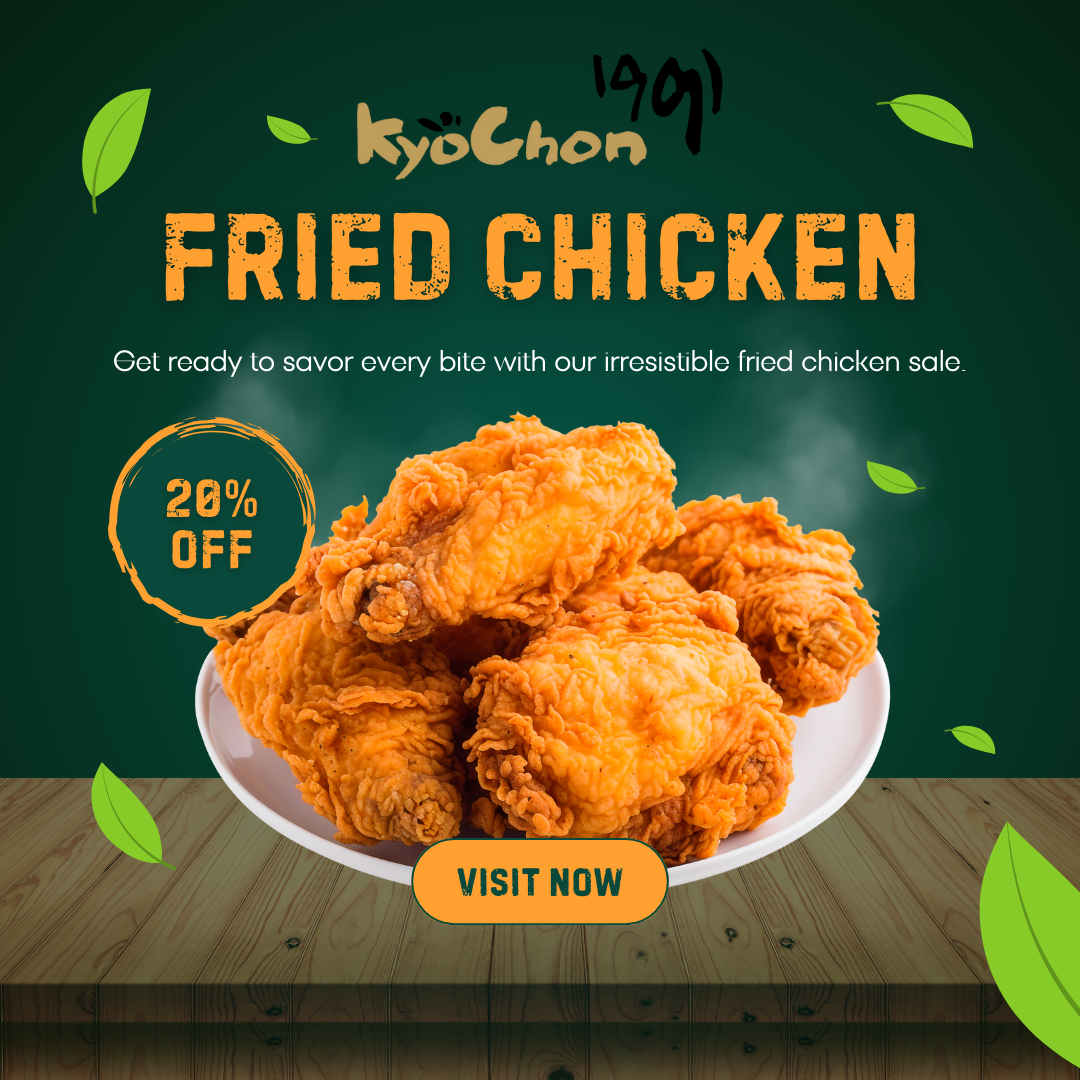 KyoChon 1991
FRIED CHICKEN
Get ready to savor every bite with our irresistible fried chicken sale.
20%
OFF
VISIT NOW